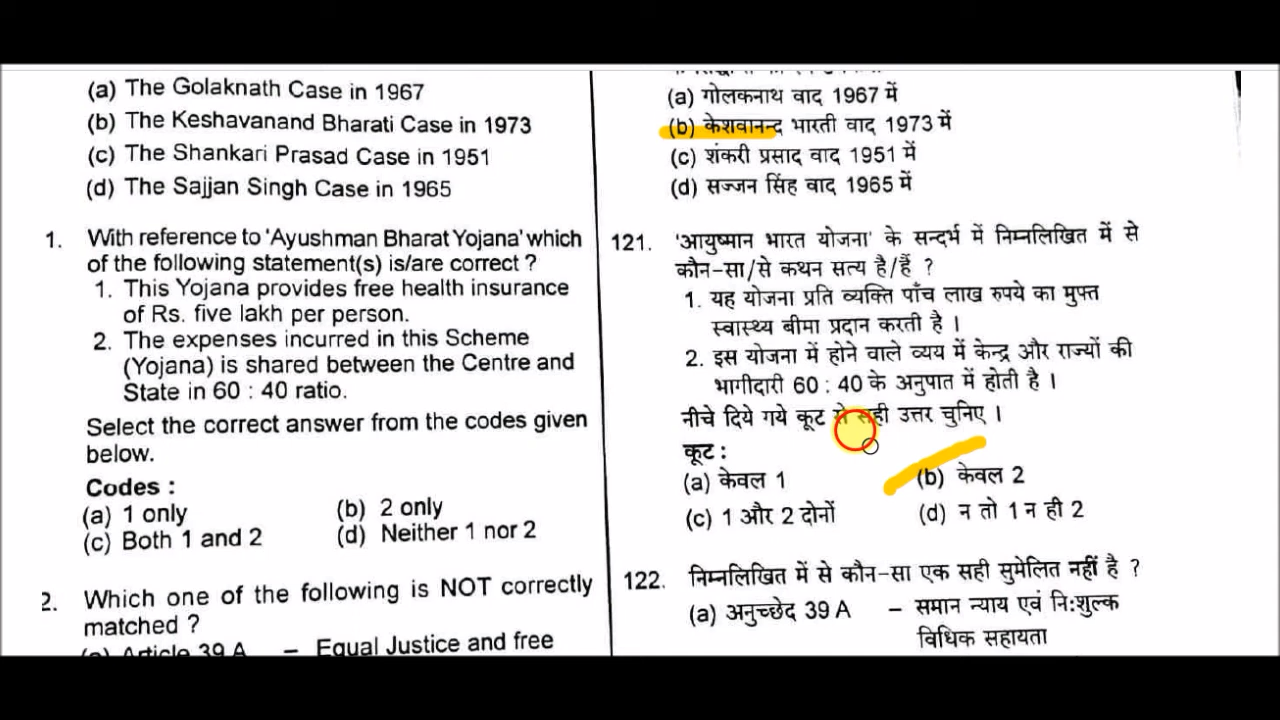 (a) The Golaknath Case in 1967
(b) The Keshavanand Bharati Case in 1973
(c) The Shankari Prasad Case in 1951
(d) The Sajjan Singh Case in 1965
1. With reference to 'Ayushman Bharat Yojana' which
of the following statement(s) is/are correct ?
1. This Yojana provides free health insurance
of Rs. five lakh per person.
2. The expenses incurred in this Scheme
(Yojana) is shared between the Centre and
State in 60 : 40 ratio.
Select the correct answer from the codes given
below.
Codes :
(a) 1 only (b) 2 only
(c) Both 1 and 2 (d) Neither 1 nor 2
2. Which one of the following is NOT correctly
matched ?
(a) Article 39 A – Equal Justice and free
(a) गोलकनाथ वाद 1967 में
(b) केशवानन्द भारती वाद 1973 में
(c) शंकरी प्रसाद वाद 1951 में
(d) सज्जन सिंह वाद 1965 में
121. 'आयुष्मान भारत योजना' के सन्दर्भ में निम्नलिखित में से
कौन-सा/से कथन सत्य है/हैं ?
1. यह योजना प्रति व्यक्ति पाँच लाख रुपये का मुफ्त
स्वास्थ्य बीमा प्रदान करती है ।
2. इस योजना में होने वाले व्यय में केन्द्र और राज्यों की
भागीदारी 60 : 40 के अनुपात में होती है ।
नीचे दिये गये कूट से सही उत्तर चुनिए ।
कूट :
(a) केवल 1 (b) केवल 2
(c) 1 और 2 दोनों (d) न तो 1 न ही 2
122. निम्नलिखित में से कौन-सा एक सही सुमेलित नहीं है ?
(a) अनुच्छेद 39 A – समान न्याय एवं नि:शुल्क
विधिक सहायता